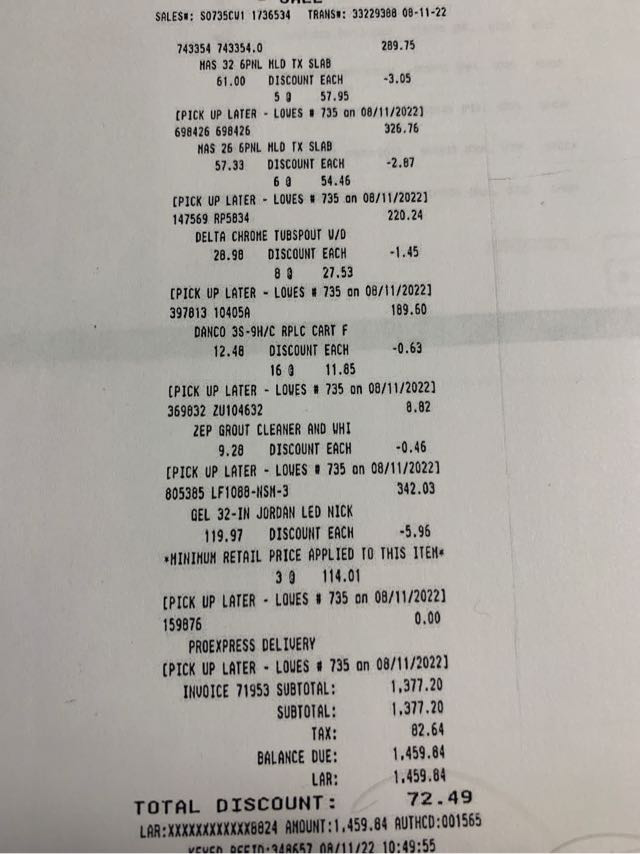 SALES#: S0735CW1 1736534 TRANS#: 33229388 08-11-22
743354 743354.0 289.75
MAS 32 6PNL MLD TX SLAB
61.00 DISCOUNT EACH -3.05
5 @ 57.95
[PICK UP LATER - LOWES # 735 on 08/11/2022]
698426 698426 326.76
MAS 26 6PNL MLD TX SLAB
57.33 DISCOUNT EACH -2.87
6 @ 54.46
[PICK UP LATER - LOWES # 735 on 08/11/2022]
147569 RP5834 220.24
DELTA CHROME TUBSPOUT W/D
28.98 DISCOUNT EACH -1.45
8 @ 27.53
[PICK UP LATER - LOWES # 735 on 08/11/2022]
397813 10405A 189.60
DANCO 3S-9H/C RPLC CART F
12.48 DISCOUNT EACH -0.63
16 @ 11.85
[PICK UP LATER - LOWES # 735 on 08/11/2022]
369832 ZU104632 8.82
ZEP GROUT CLEANER AND WHI
9.28 DISCOUNT EACH -0.46
[PICK UP LATER - LOWES # 735 on 08/11/2022]
805385 LF1088-NSM-3 342.03
GEL 32-IN JORDAN LED NICK
119.97 DISCOUNT EACH -5.96
*MINIMUM RETAIL PRICE APPLIED TO THIS ITEM*
3 @ 114.01
[PICK UP LATER - LOWES # 735 on 08/11/2022]
159876 0.00
PROEXPRESS DELIVERY
[PICK UP LATER - LOWES # 735 on 08/11/2022]
INVOICE 71953 SUBTOTAL: 1,377.20
SUBTOTAL: 1,377.20
TAX: 82.64
BALANCE DUE: 1,459.84
LAR: 1,459.84
TOTAL DISCOUNT: 72.49
LAR:XXXXXXXXXXXX8824 AMOUNT:1,459.84 AUTHCD:001565
KEYED REFID:348657 08/11/22 10:49:55